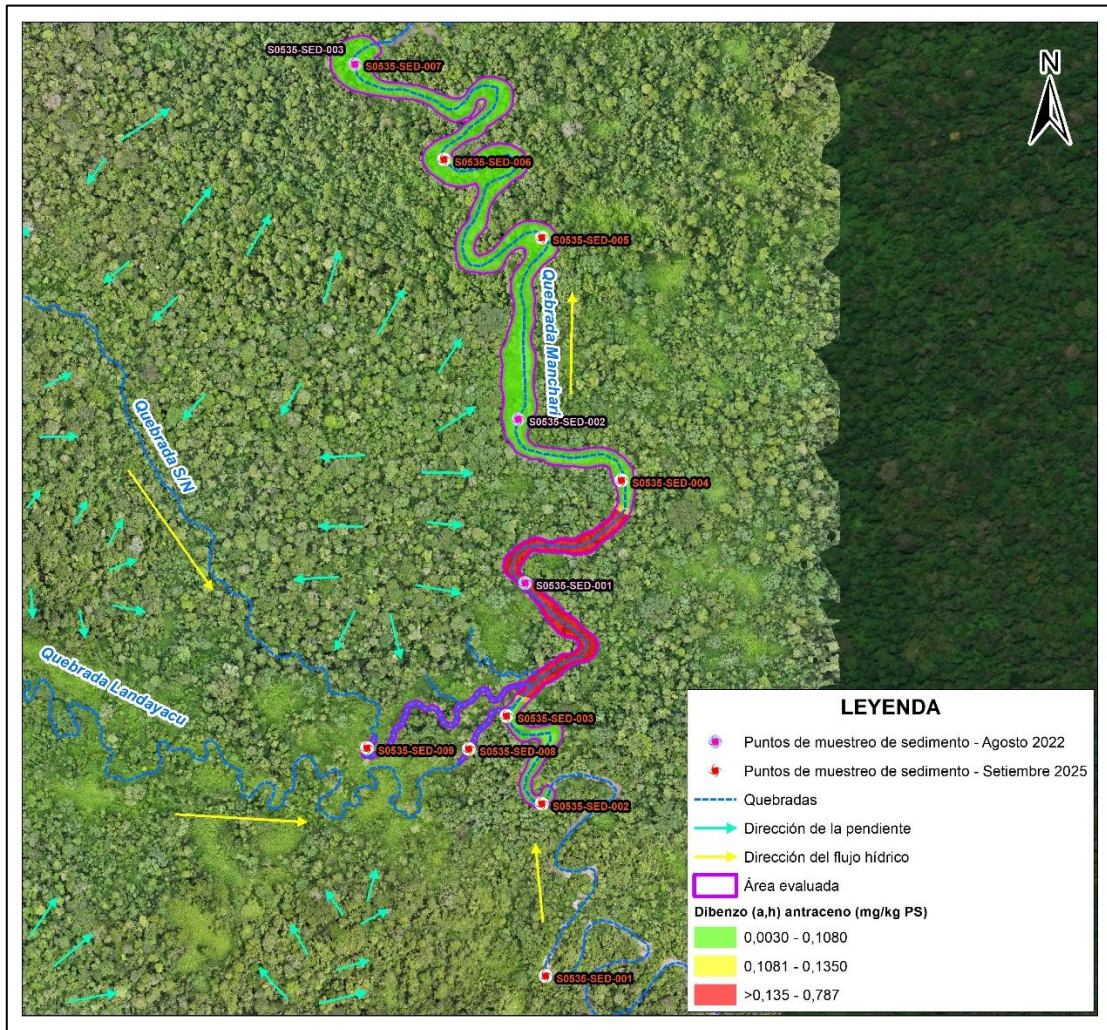 S0535-SED-003
S0535-SED-007
N
S0535-SED-006
S0535-SED-005
Quebrada Manchari
S0535-SED-002
Quebrada S/N
S0535-SED-004
S0535-SED-001
Quebrada Landayacu
S0535-SED-003
S0535-SED-009
S0535-SED-008
S0535-SED-002
S0535-SED-001
LEYENDA
Puntos de muestreo de sedimento - Agosto 2022
Puntos de muestreo de sedimento - Setiembre 2025
Quebradas
Dirección de la pendiente
Dirección del flujo hídrico
Área evaluada
Dibenzo (a,h) antraceno (mg/kg PS)
0,0030 - 0,1080
0,1081 - 0,1350
>0,135 - 0,787